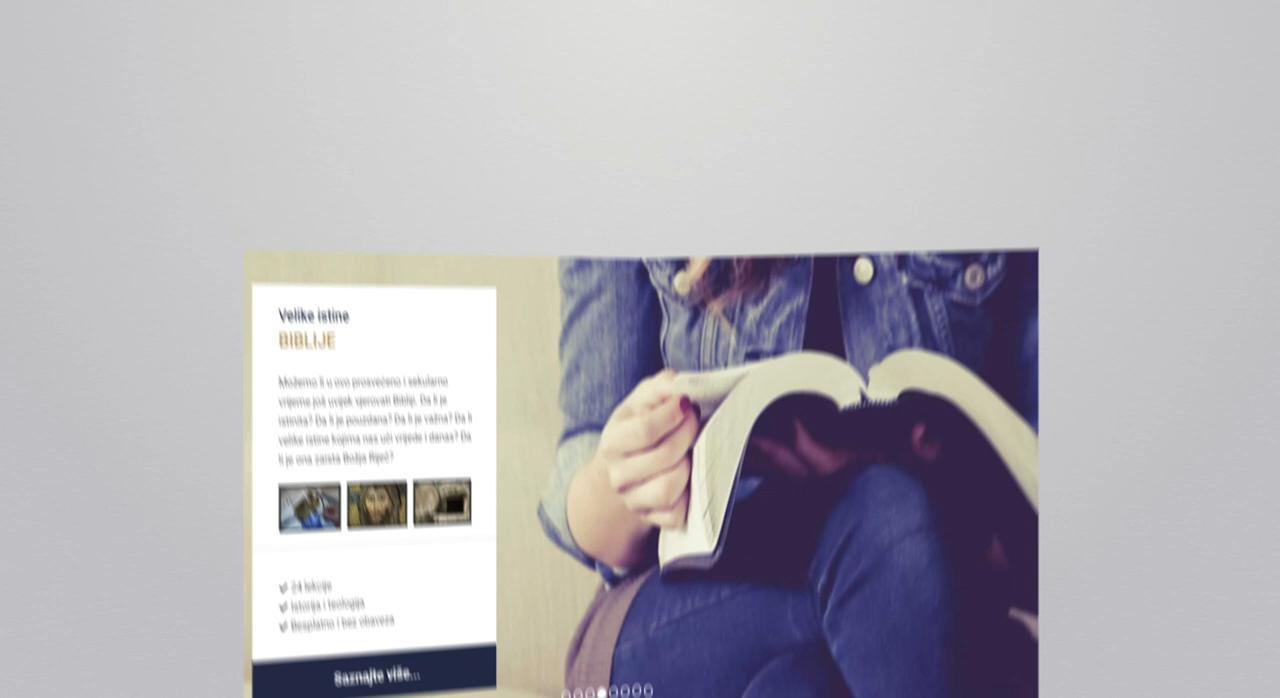 Velike istine
BIBLIJE
Možemo li u ovo prosvećeno i sekularno
vrijeme još uvijek vjerovati Bibliji. Da li je
istinita? Da li je pouzdana? Da li je važna? Da li
velike istine kojima nas uči vrijede i danas? Da
li je ona zaista Božja Riječ?
24 lekcije
Istorija i teologija
Besplatno i bez obaveza
Saznajte više...